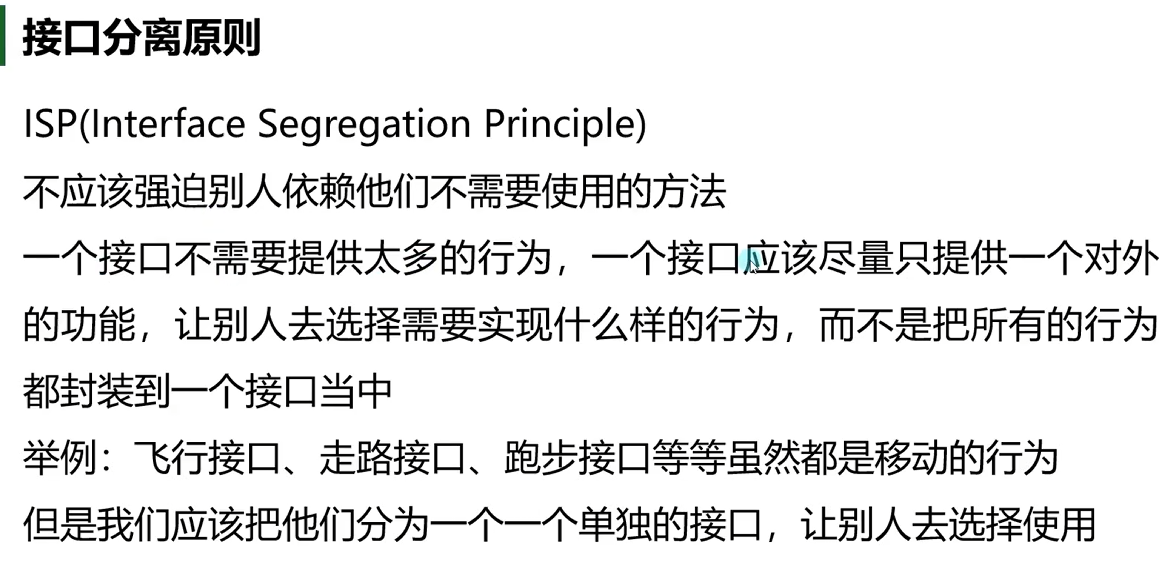 接口分离原则
ISP(Interface Segregation Principle)
不应该强迫别人依赖他们不需要使用的方法
一个接口不需要提供太多的行为，一个接口应该尽量只提供一个对外
的功能，让别人去选择需要实现什么样的行为，而不是把所有的行为
都封装到一个接口当中
举例：飞行接口、走路接口、跑步接口等等虽然都是移动的行为
但是我们应该把他们分为一个一个单独的接口，让别人去选择使用